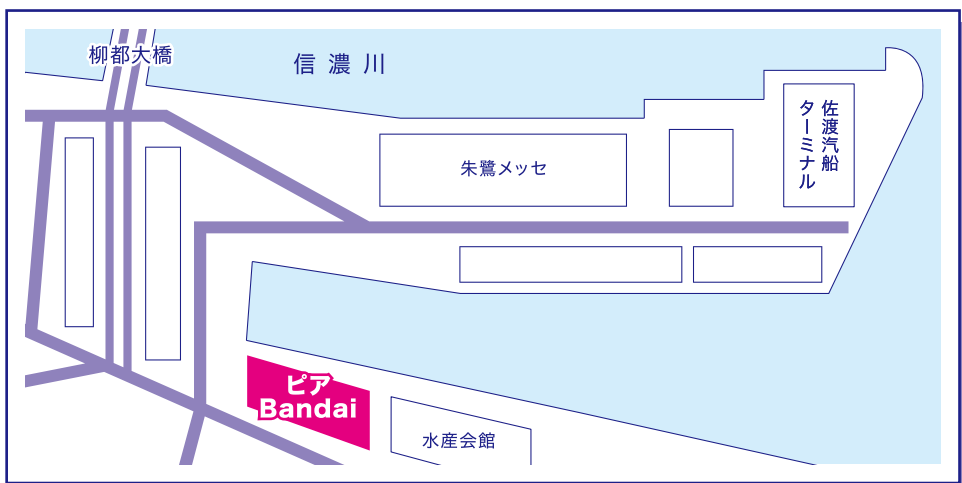 柳都大橋
信濃川
朱鷺メッセ
佐渡汽船
ターミナル
ピア
Bandai
水産会館